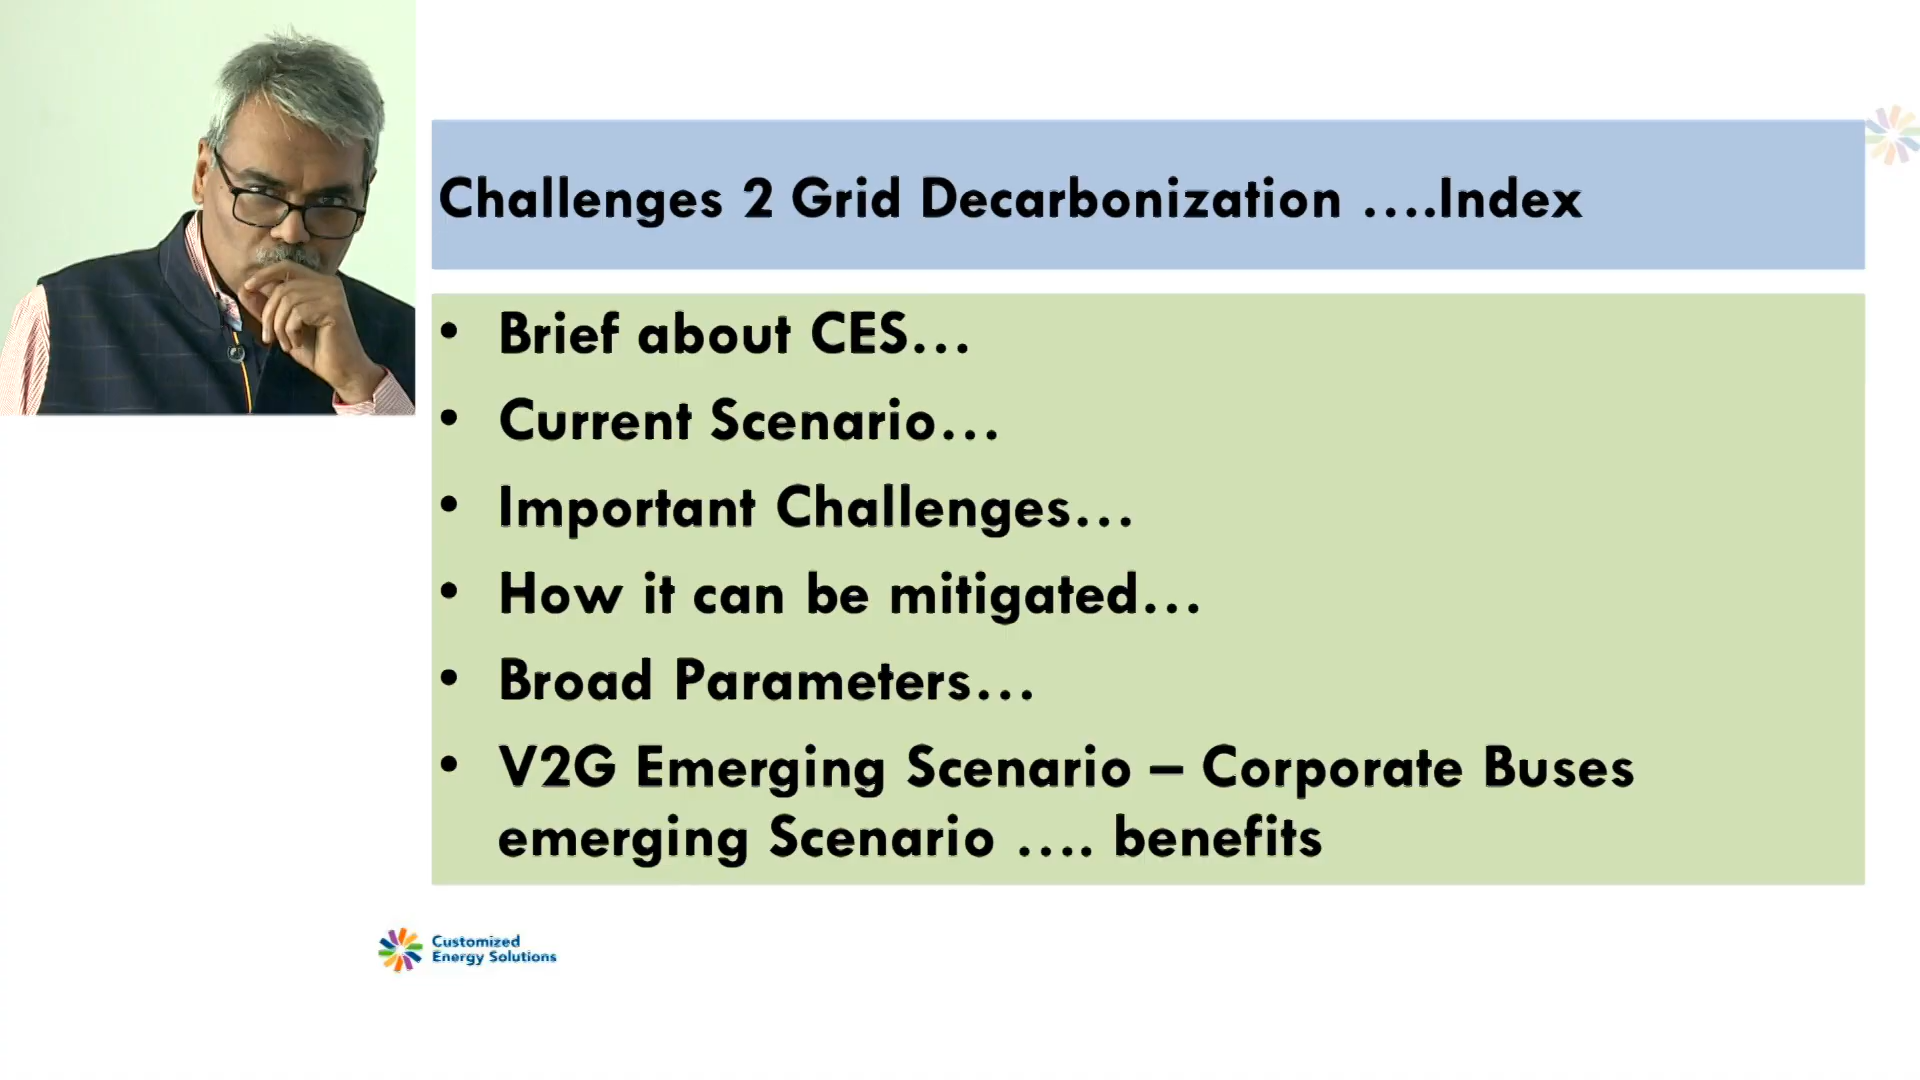 Challenges 2 Grid Decarbonization ....Index
• Brief about CES...
• Current Scenario...
• Important Challenges...
• How it can be mitigated...
• Broad Parameters...
• V2G Emerging Scenario – Corporate Buses
emerging Scenario .... benefits
Customized
Energy Solutions